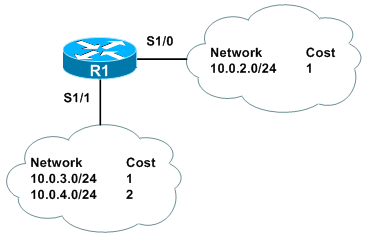 S1/0
Network Cost
10.0.2.0/24 1
R1
S1/1
Network Cost
10.0.3.0/24 1
10.0.4.0/24 2